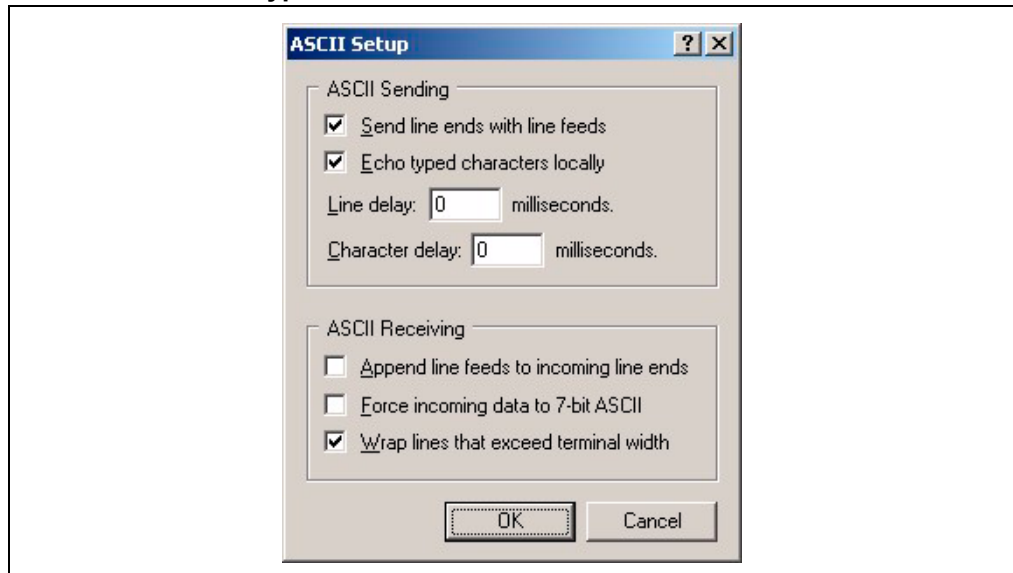 ASCII Setup
ASCII Sending
Send line ends with line feeds
Echo typed characters locally
Line delay: 0 milliseconds.
Character delay: 0 milliseconds.
ASCII Receiving
Append line feeds to incoming line ends
Force incoming data to 7-bit ASCII
Wrap lines that exceed terminal width
OK Cancel